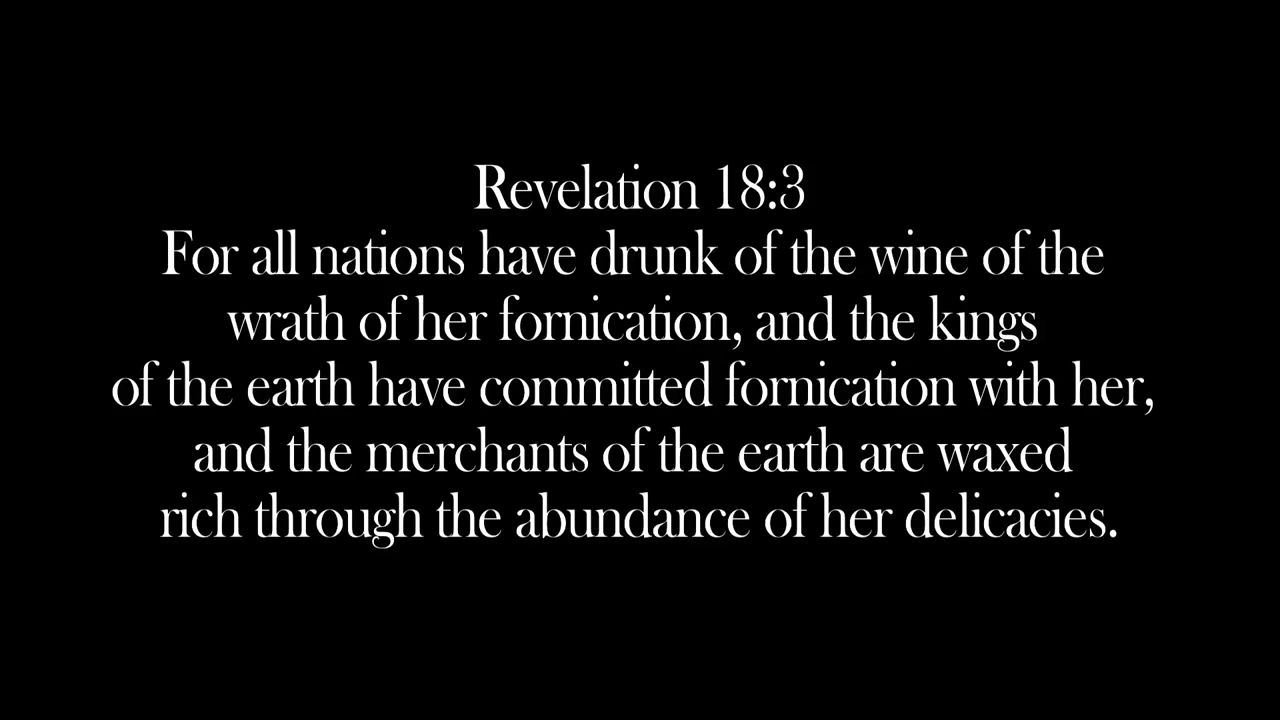 Revelation 18:3
For all nations have drunk of the wine of the
wrath of her fornication, and the kings
of the earth have committed fornication with her,
and the merchants of the earth are waxed
rich through the abundance of her delicacies.